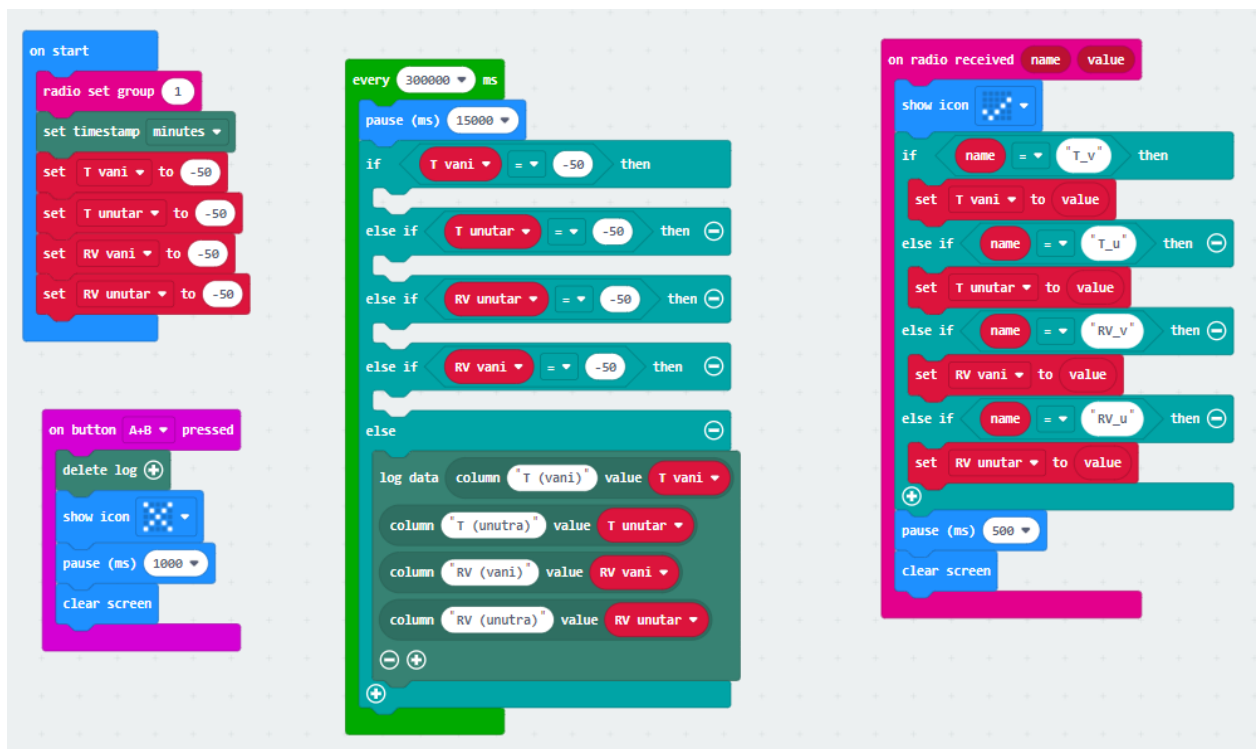 on start
radio set group 1
set timestamp minutes
set T vani to -50
set T unutar to -50
set RV vani to -50
set RV unutar to -50
on button A+B pressed
delete log
show icon
pause (ms) 1000
clear screen
every 300000 ms
pause (ms) 15000
if T vani = -50 then
else if T unutar = -50 then
else if RV unutar = -50 then
else if RV vani = -50 then
else
log data column "T (vani)" value T vani
column "T (unutra)" value T unutar
column "RV (vani)" value RV vani
column "RV (unutra)" value RV unutar
on radio received name value
show icon
if name = "T_v" then
set T vani to value
else if name = "T_u" then
set T unutar to value
else if name = "RV_v" then
set RV vani to value
else if name = "RV_u" then
set RV unutar to value
pause (ms) 500
clear screen